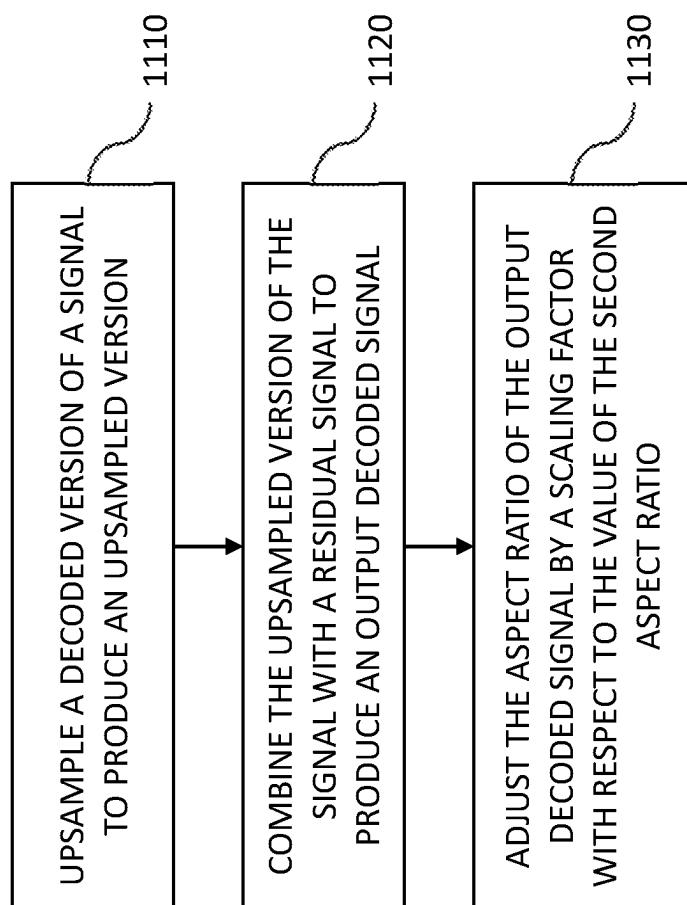 UPSAMPLE A DECODED VERSION OF A SIGNAL
TO PRODUCE AN UPSAMPLED VERSION
1110
COMBINE THE UPSAMPLED VERSION OF THE
SIGNAL WITH A RESIDUAL SIGNAL TO
PRODUCE AN OUTPUT DECODED SIGNAL
1120
ADJUST THE ASPECT RATIO OF THE OUTPUT
DECODED SIGNAL BY A SCALING FACTOR
WITH RESPECT TO THE VALUE OF THE SECOND
ASPECT RATIO
1130